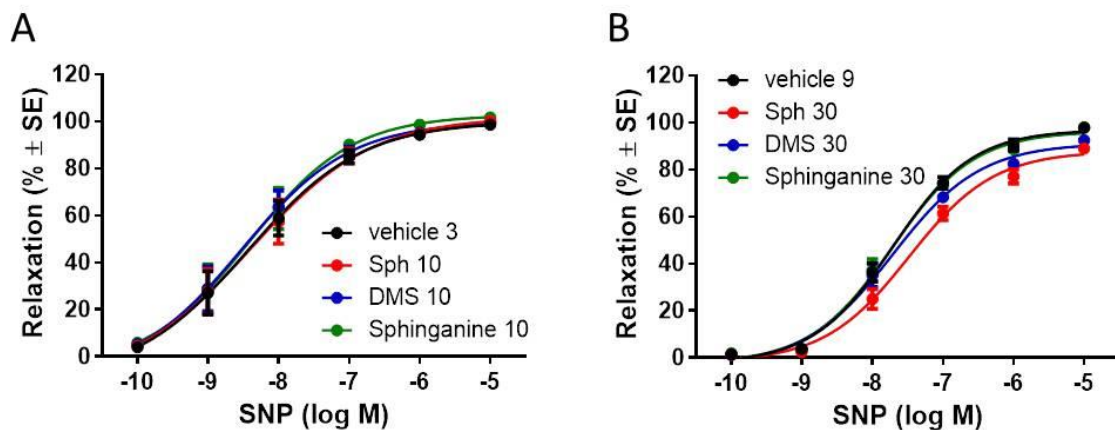 A
Relaxation (% ± SE)
120
100
80
60
40
20
0
vehicle 3
Sph 10
DMS 10
Sphinganine 10
-10 -9 -8 -7 -6 -5
SNP (log M)
B
Relaxation (% ± SE)
120
100
80
60
40
20
0
vehicle 9
Sph 30
DMS 30
Sphinganine 30
-10 -9 -8 -7 -6 -5
SNP (log M)